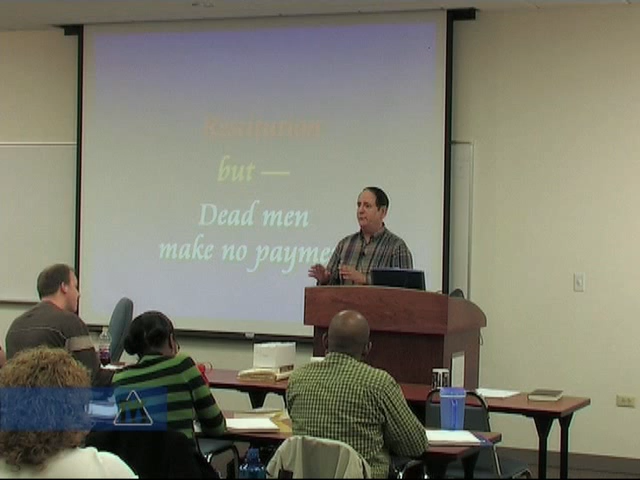 Restitution
but —
Dead men
make no